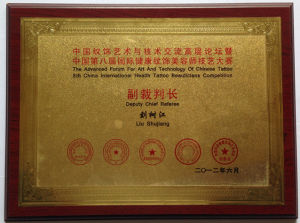 中国纹饰艺术与技术交流高层论坛暨
中国第八届国际健康纹饰美容师技艺大赛
The Advanced Forum For Art And Technology Of Chinese Tattoo
8th China International Health Tattoo Beauticians Competition
副裁判长
Deputy Chief Referee
刘树江
Liu Shujiang
二〇一二年六月